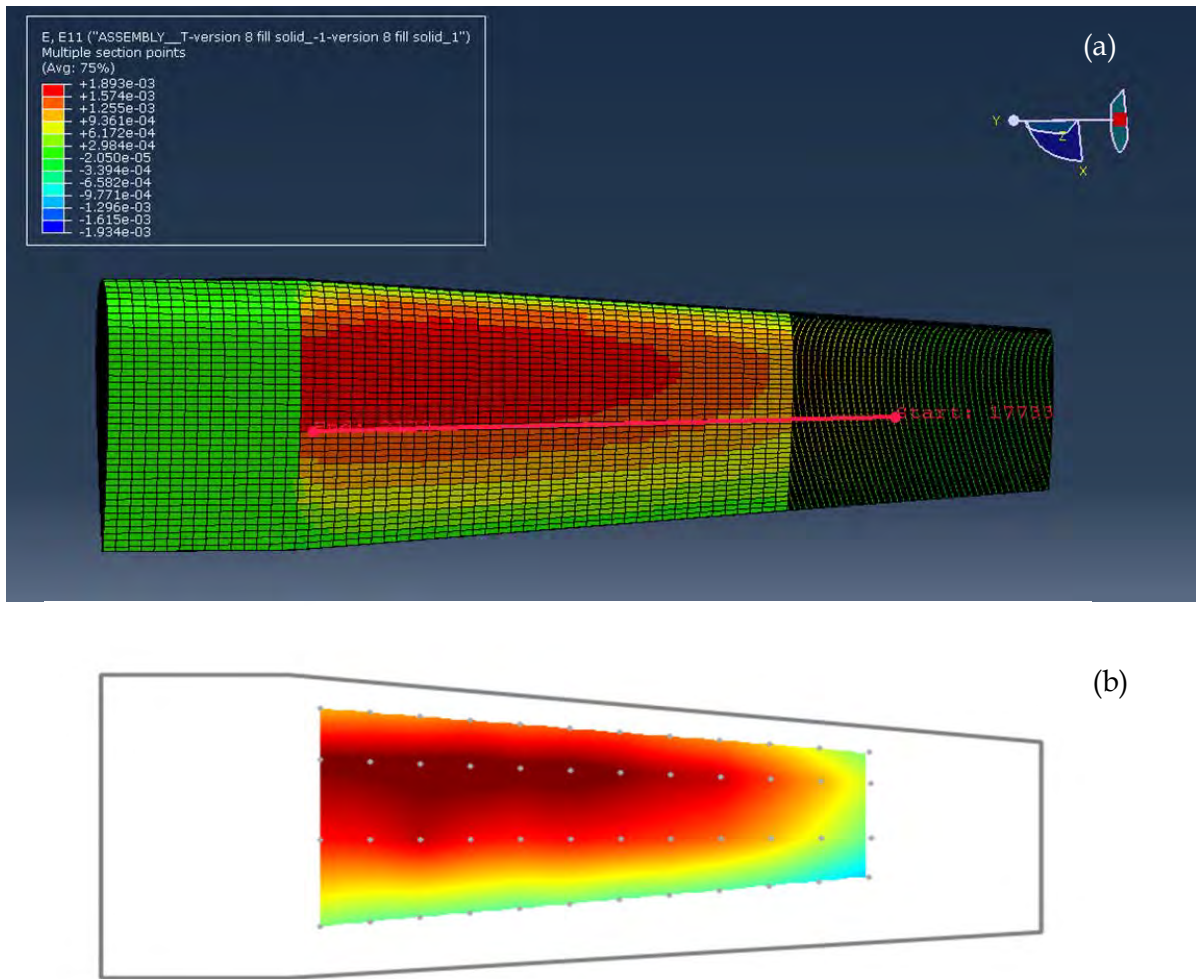 E, E11 ("ASSEMBLY__T-version 8 fill solid_-1-version 8 fill solid_1")
Multiple section points
(Avg: 75%)
+1.893e-03
+1.574e-03
+1.255e-03
+9.361e-04
+6.172e-04
+2.984e-04
-2.050e-05
-3.394e-04
-6.582e-04
-9.771e-04
-1.296e-03
-1.615e-03
-1.934e-03
(a)
Y
Z
X
Start: 17733
(b)